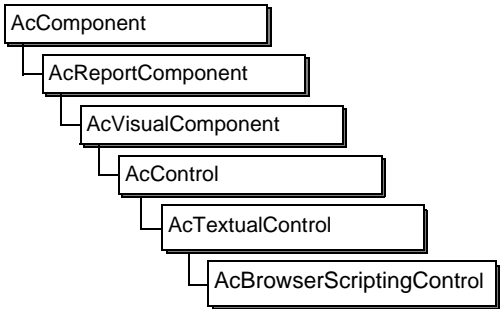 AcComponent
AcReportComponent
AcVisualComponent
AcControl
AcTextualControl
AcBrowserScriptingControl